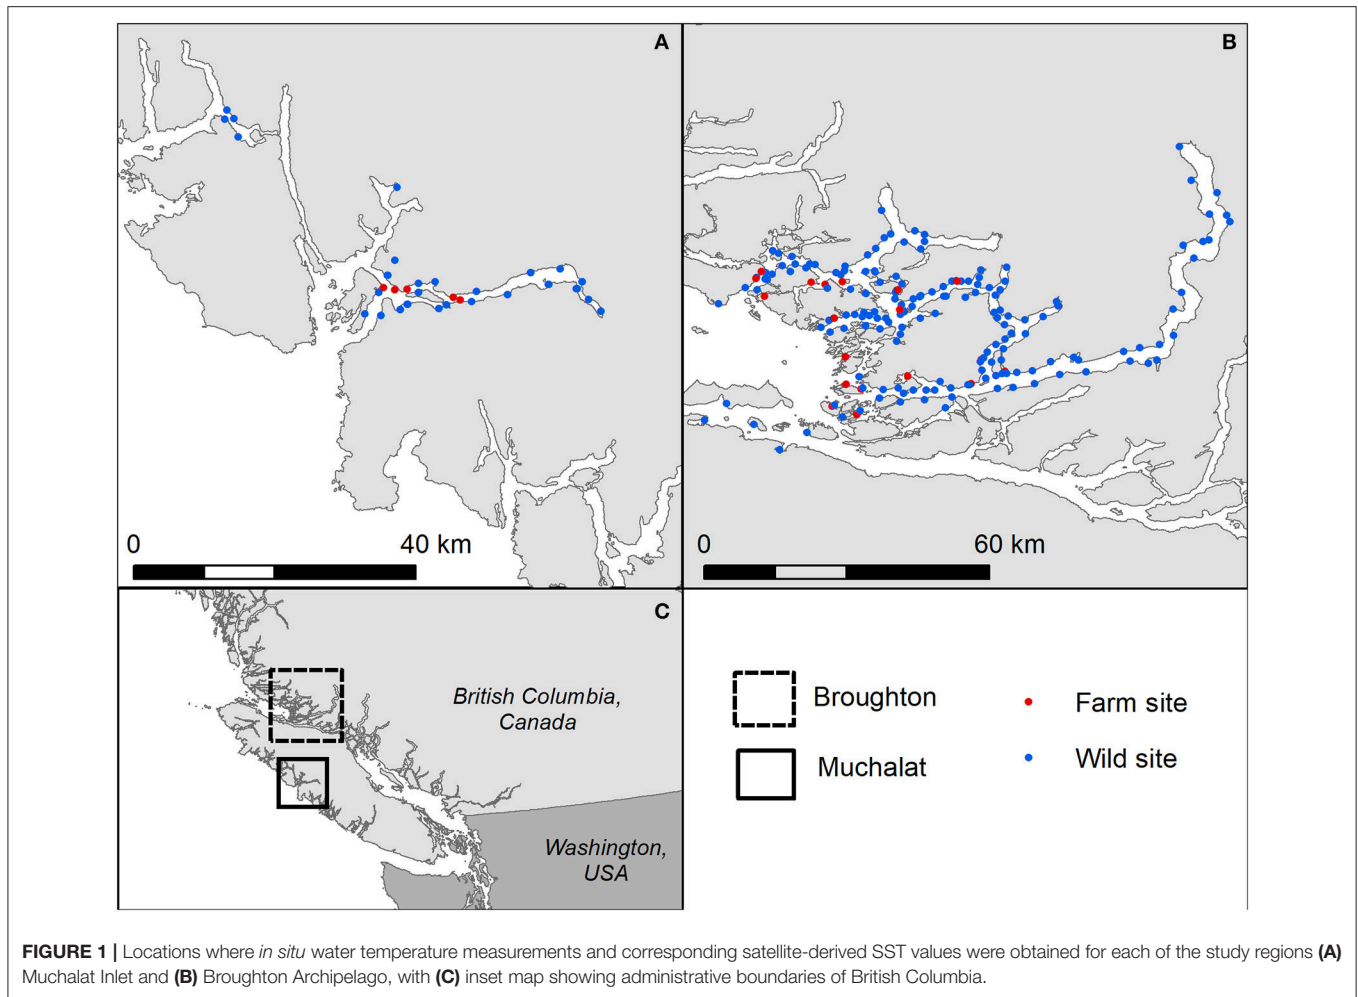 A
B
0 40 km
0 60 km
C
British Columbia,
Canada
Washington,
USA
Broughton
Muchalat
Farm site
Wild site
FIGURE 1 | Locations where in situ water temperature measurements and corresponding satellite-derived SST values were obtained for each of the study regions (A)
Muchalat Inlet and (B) Broughton Archipelago, with (C) inset map showing administrative boundaries of British Columbia.